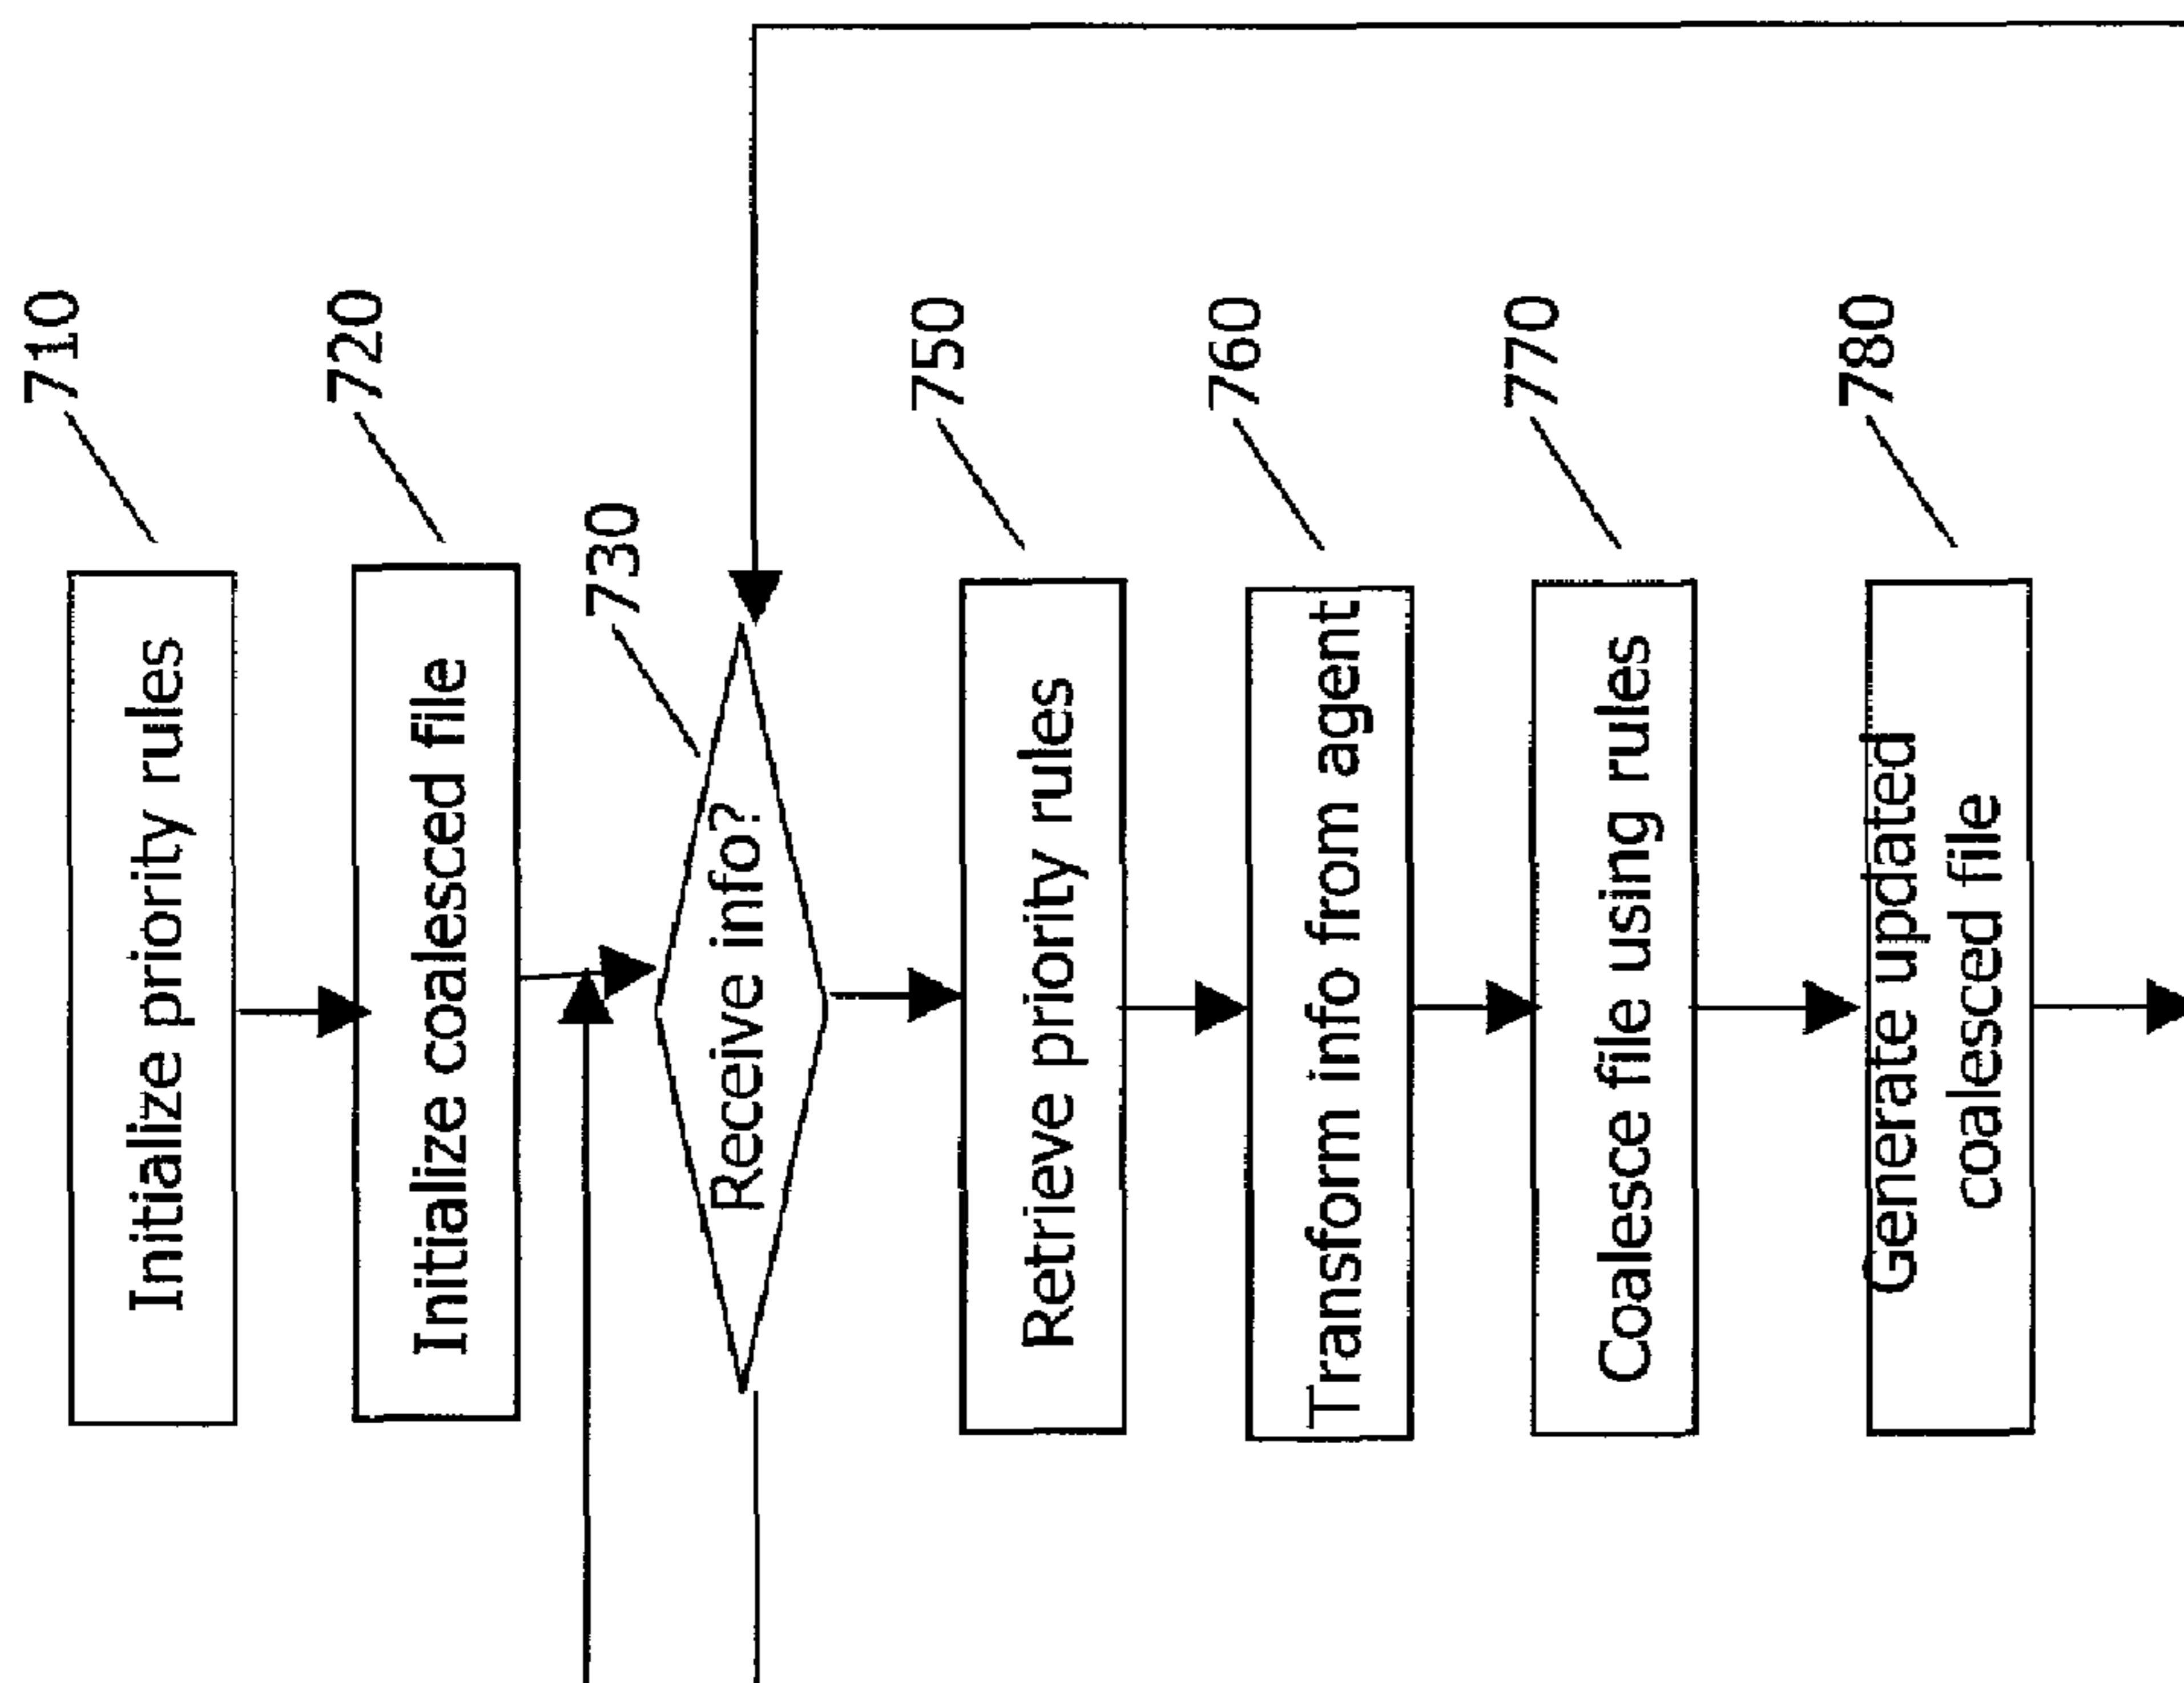 710
Initialize priority rules
720
Initialize coalesced file
730
Receive info?
750
Retrieve priority rules
760
Transform info from agent
770
Coalesce file using rules
780
Generate updated
coalesced file